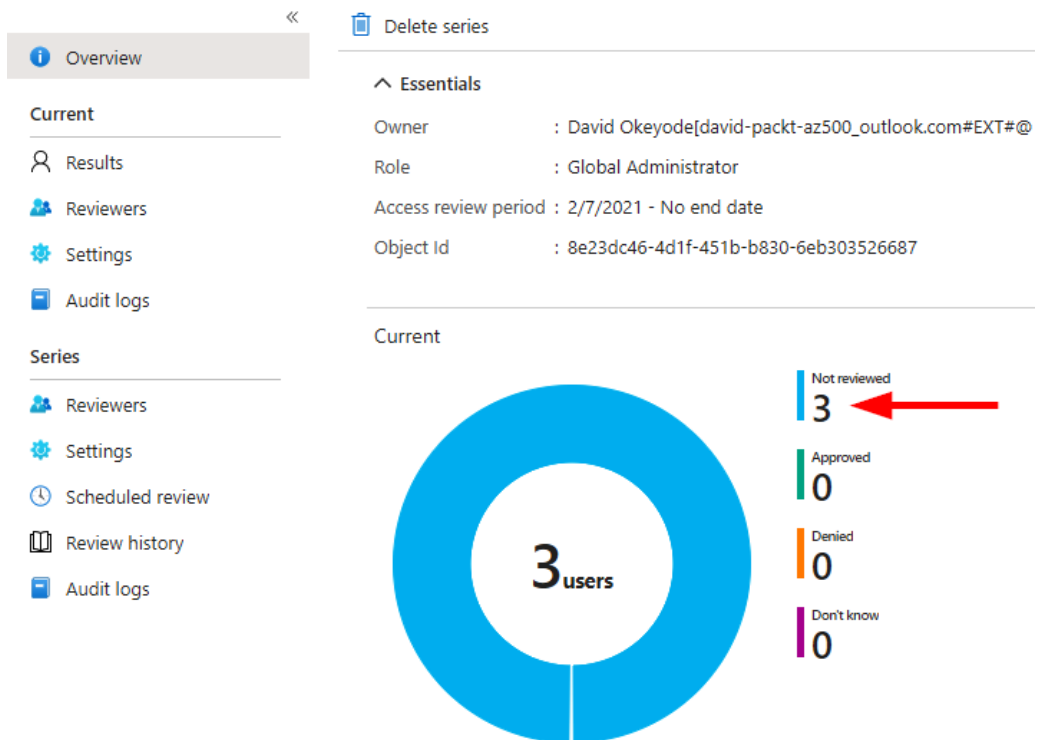 «
Overview
Current
Results
Reviewers
Settings
Audit logs
Series
Reviewers
Settings
Scheduled review
Review history
Audit logs
Delete series
Essentials
Owner : David Okeyode[david-packt-az500_outlook.com#EXT#@
Role : Global Administrator
Access review period : 2/7/2021 - No end date
Object Id : 8e23dc46-4d1f-451b-b830-6eb303526687
Current
3 users
Not reviewed
3
Approved
0
Denied
0
Don't know
0